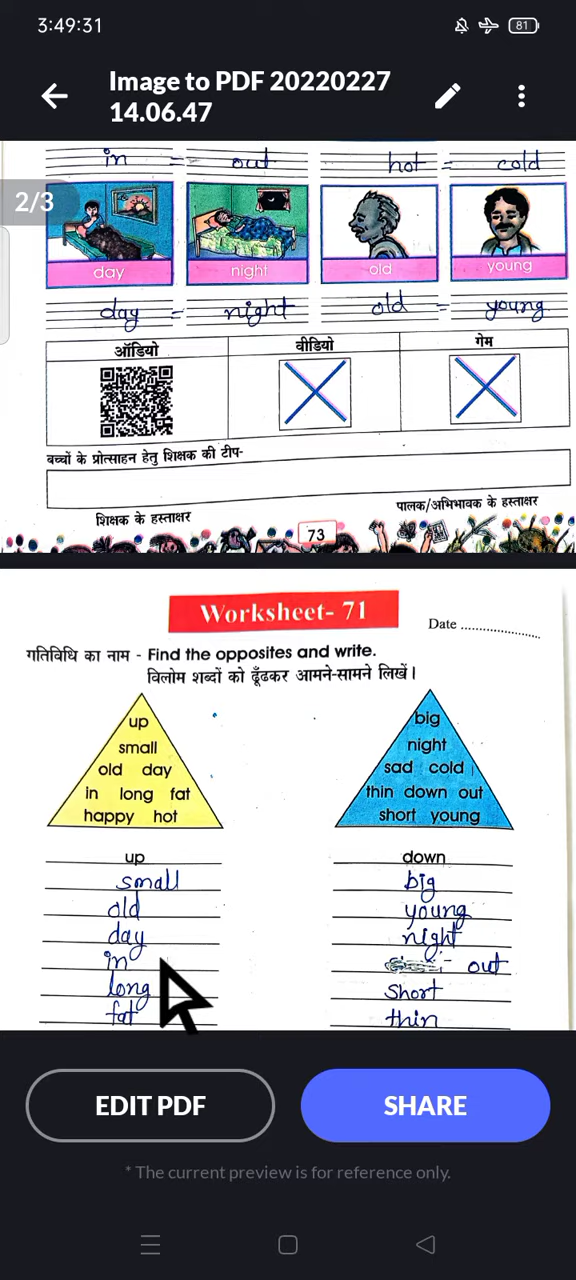 3:49:31
81
Image to PDF 20220227
14.06.47
in = out hot = cold
2/3
day night old young
day = night old = young
ऑडियो वीडियो गेम
बच्चों के प्रोत्साहन हेतु शिक्षक की टीप-
शिक्षक के हस्ताक्षर पालक/अभिभावक के हस्ताक्षर
73
Worksheet- 71
Date ....................
गतिविधि का नाम - Find the opposites and write.
विलोम शब्दों को ढूँढकर आमने-सामने लिखें।
up
small
old day
in long fat
happy hot
big
night
sad cold
thin down out
short young
up down
small big
old young
day night
in out
long short
fat thin
EDIT PDF SHARE
* The current preview is for reference only.